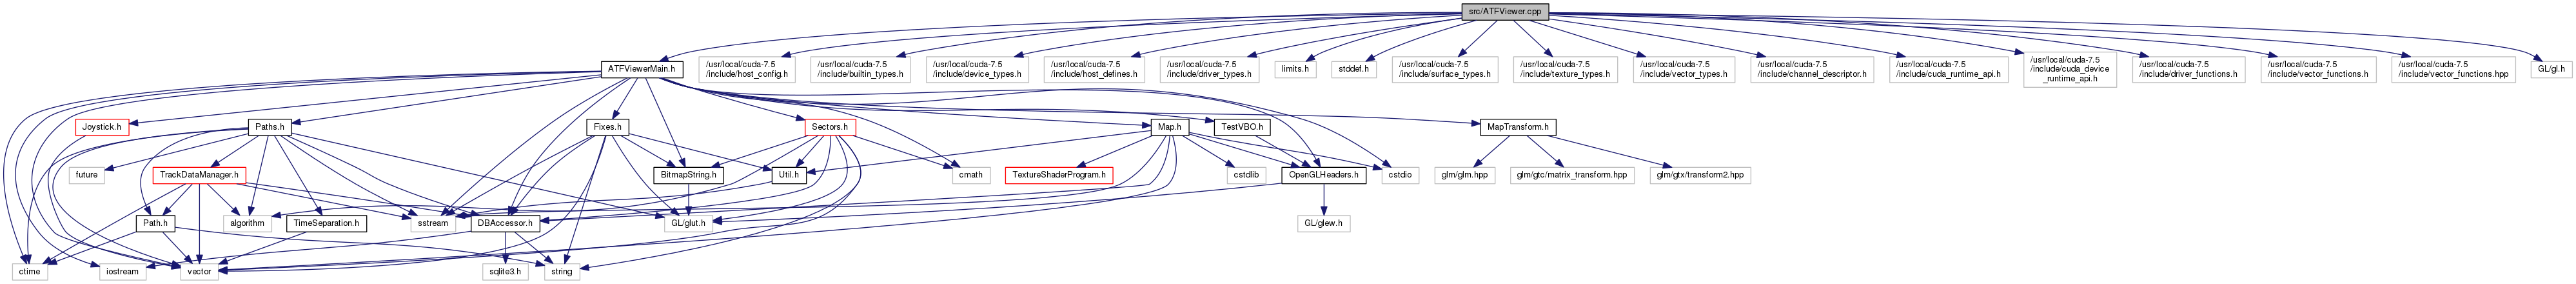 src/ATFViewer.cpp
ATFViewerMain.h
/usr/local/cuda-7.5
/include/host_config.h
/usr/local/cuda-7.5
/include/builtin_types.h
/usr/local/cuda-7.5
/include/device_types.h
/usr/local/cuda-7.5
/include/host_defines.h
/usr/local/cuda-7.5
/include/driver_types.h
limits.h
stddef.h
/usr/local/cuda-7.5
/include/surface_types.h
/usr/local/cuda-7.5
/include/texture_types.h
/usr/local/cuda-7.5
/include/vector_types.h
/usr/local/cuda-7.5
/include/channel_descriptor.h
/usr/local/cuda-7.5
/include/cuda_runtime_api.h
/usr/local/cuda-7.5
/include/cuda_device
_runtime_api.h
/usr/local/cuda-7.5
/include/driver_functions.h
/usr/local/cuda-7.5
/include/vector_functions.h
/usr/local/cuda-7.5
/include/vector_functions.hpp
GL/gl.h
Joystick.h
Paths.h
Fixes.h
Sectors.h
Map.h
TestVBO.h
MapTransform.h
future
TrackDataManager.h
BitmapString.h
Util.h
cmath
TextureShaderProgram.h
cstdlib
OpenGLHeaders.h
cstdio
glm/glm.hpp
glm/gtc/matrix_transform.hpp
glm/gtx/transform2.hpp
Path.h
algorithm
TimeSeparation.h
sstream
DBAccessor.h
GL/glut.h
GL/glew.h
ctime
iostream
vector
sqlite3.h
string